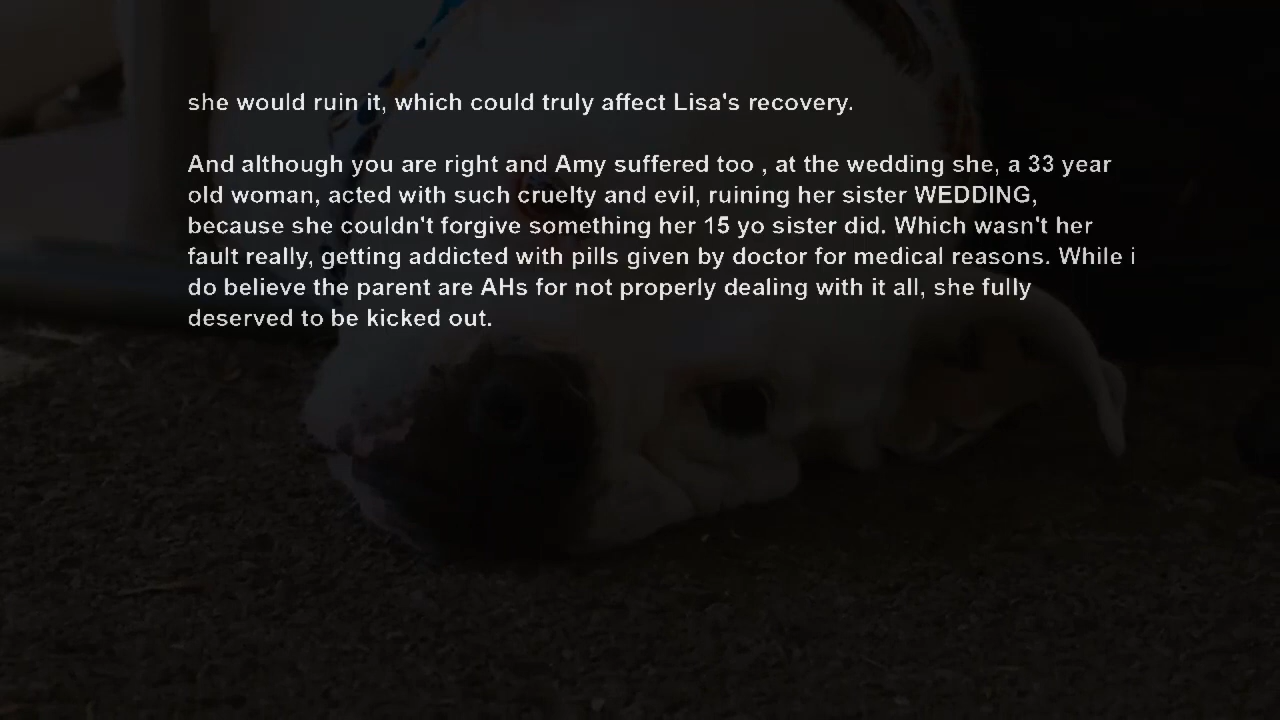 she would ruin it, which could truly affect Lisa's recovery.
And although you are right and Amy suffered too , at the wedding she, a 33 year
old woman, acted with such cruelty and evil, ruining her sister WEDDING,
because she couldn't forgive something her 15 yo sister did. Which wasn't her
fault really, getting addicted with pills given by doctor for medical reasons. While i
do believe the parent are AHs for not properly dealing with it all, she fully
deserved to be kicked out.